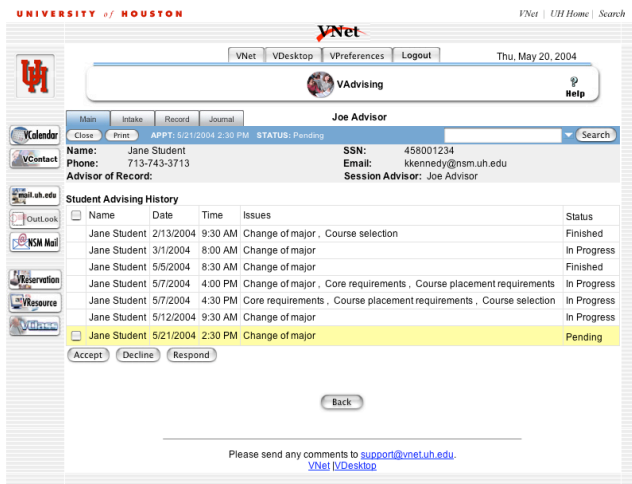 UNIVERSITY of HOUSTON
VNet | UH Home | Search
VNet
VNet VDesktop VPreferences Logout Thu, May 20, 2004
VAdvising
Help
Main Intake Record Journal Joe Advisor
Close Print APPT: 5/21/2004 2:30 PM STATUS: Pending Search
Name: Jane Student SSN: 458001234
Phone: 713-743-3713 Email: kkennedy@nsm.uh.edu
Advisor of Record: Session Advisor: Joe Advisor
VCalendar
VContact
mail.uh.edu
OutLook
NSM Mail
VReservation
VResource
VClass
Student Advising History
Name Date Time Issues Status
Jane Student 2/13/2004 9:30 AM Change of major , Course selection Finished
Jane Student 3/1/2004 8:00 AM Change of major In Progress
Jane Student 5/5/2004 8:30 AM Change of major Finished
Jane Student 5/7/2004 4:00 PM Change of major , Core requirements , Course placement requirements In Progress
Jane Student 5/7/2004 4:30 PM Core requirements , Course placement requirements , Course selection In Progress
Jane Student 5/12/2004 9:30 AM Change of major In Progress
Jane Student 5/21/2004 2:30 PM Change of major Pending
Accept Decline Respond
Back
Please send any comments to support@vnet.uh.edu.
VNet |VDesktop